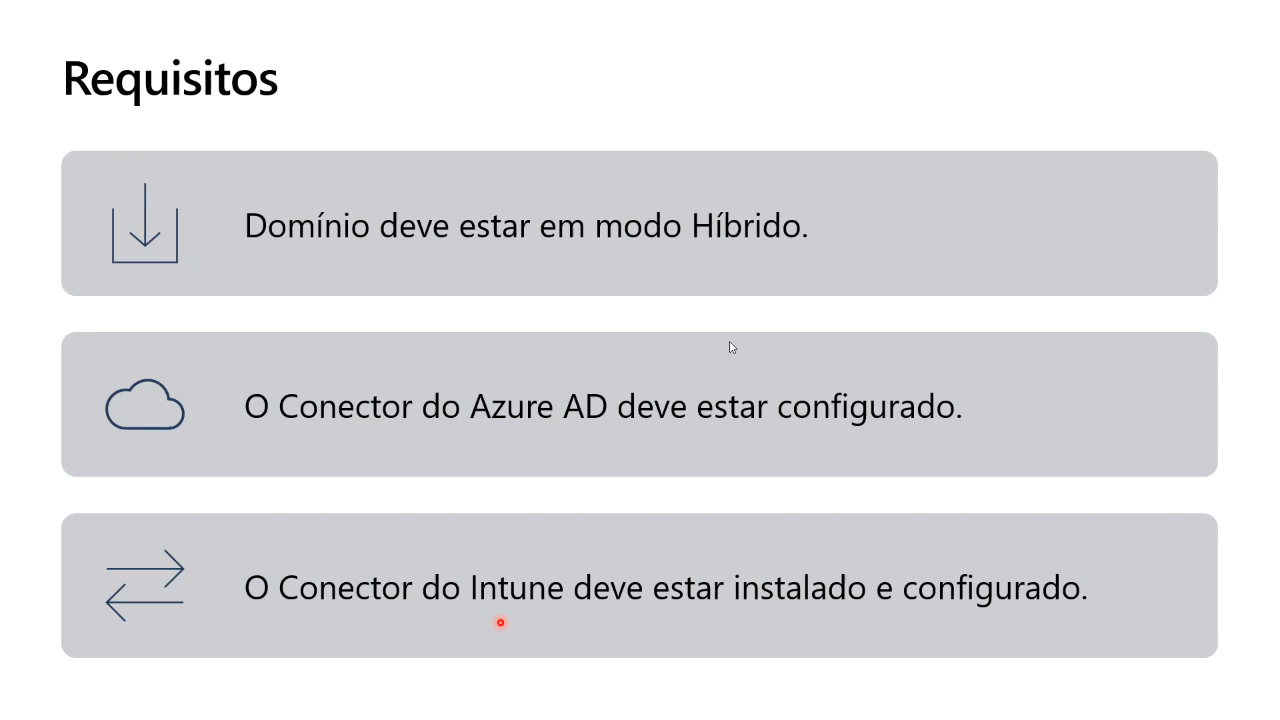 Requisitos
Domínio deve estar em modo Híbrido.
O Conector do Azure AD deve estar configurado.
O Conector do Intune deve estar instalado e configurado.